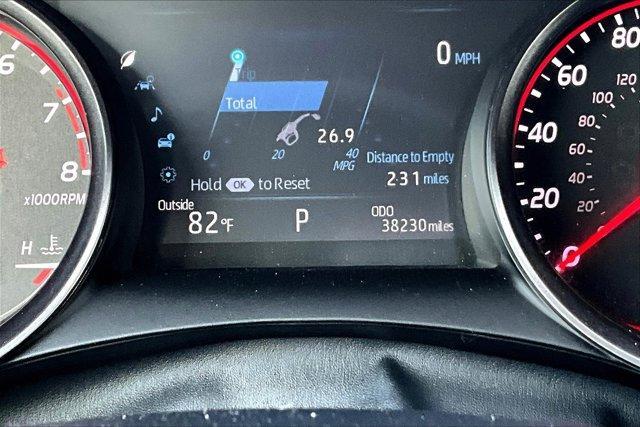 6
7
8
x1000RPM
H
0 MPH
Trip
Total
26.9
0 20 40
MPG
Distance to Empty
231 miles
Hold OK to Reset
Outside
82°F
P
ODO
38230 miles
80
60
40
20
0
120
100
80
60
40
20